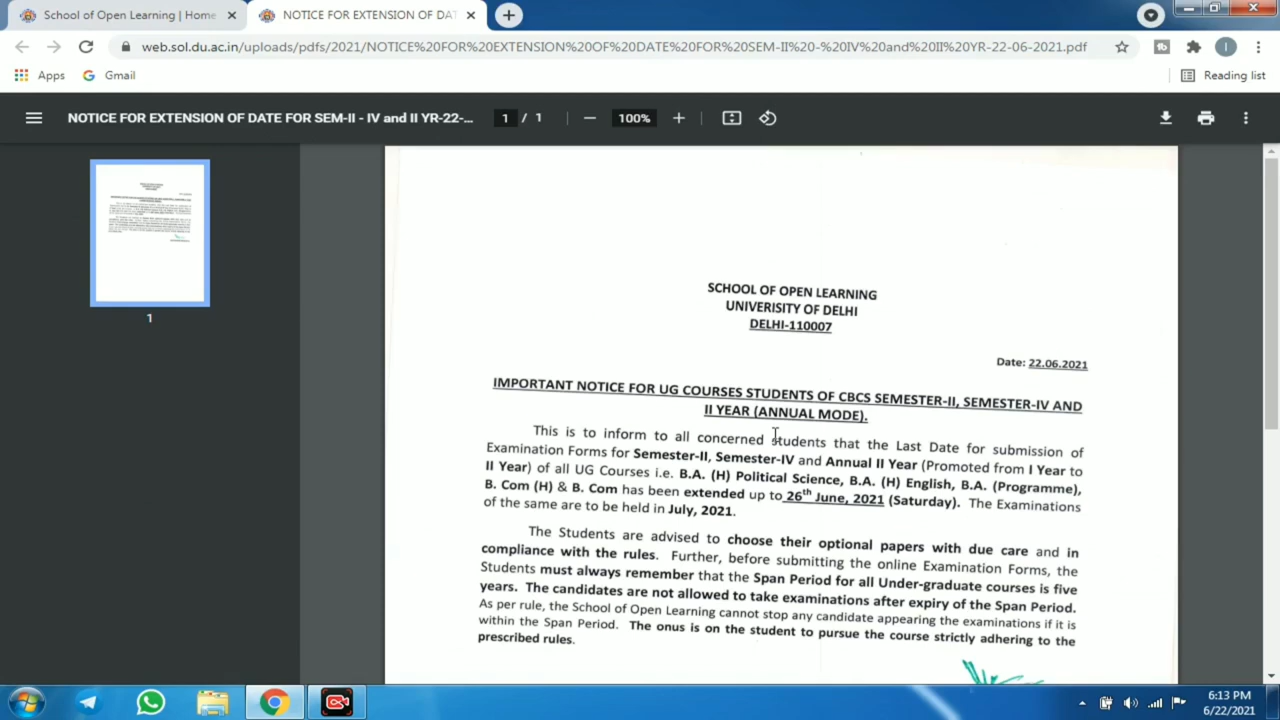 School of Open Learning | Home
NOTICE FOR EXTENSION OF DA
web.sol.du.ac.in/uploads/pdfs/2021/NOTICE%20FOR%20EXTENSION%20OF%20DATE%20FOR%20SEM-II%20-%20IV%20and%20II%20YR-22-06-2021.pdf
I
Apps
Gmail
Reading list
NOTICE FOR EXTENSION OF DATE FOR SEM-II - IV and II YR-22-...
1 / 1
100%
1
SCHOOL OF OPEN LEARNING
UNIVERISITY OF DELHI
DELHI-110007
Date: 22.06.2021
IMPORTANT NOTICE FOR UG COURSES STUDENTS OF CBCS SEMESTER-II, SEMESTER-IV AND
II YEAR (ANNUAL MODE).
This is to inform to all concerned students that the Last Date for submission of
Examination Forms for Semester-II, Semester-IV and Annual II Year (Promoted from I Year to
II Year) of all UG Courses i.e. B.A. (H) Political Science, B.A. (H) English, B.A. (Programme),
B. Com (H) & B. Com has been extended up to 26th June, 2021 (Saturday). The Examinations
of the same are to be held in July, 2021.
The Students are advised to choose their optional papers with due care and in
compliance with the rules. Further, before submitting the online Examination Forms, the
Students must always remember that the Span Period for all Under-graduate courses is five
years. The candidates are not allowed to take examinations after expiry of the Span Period.
As per rule, the School of Open Learning cannot stop any candidate appearing the examinations if it is
within the Span Period. The onus is on the student to pursue the course strictly adhering to the
prescribed rules.
6:13 PM
6/22/2021